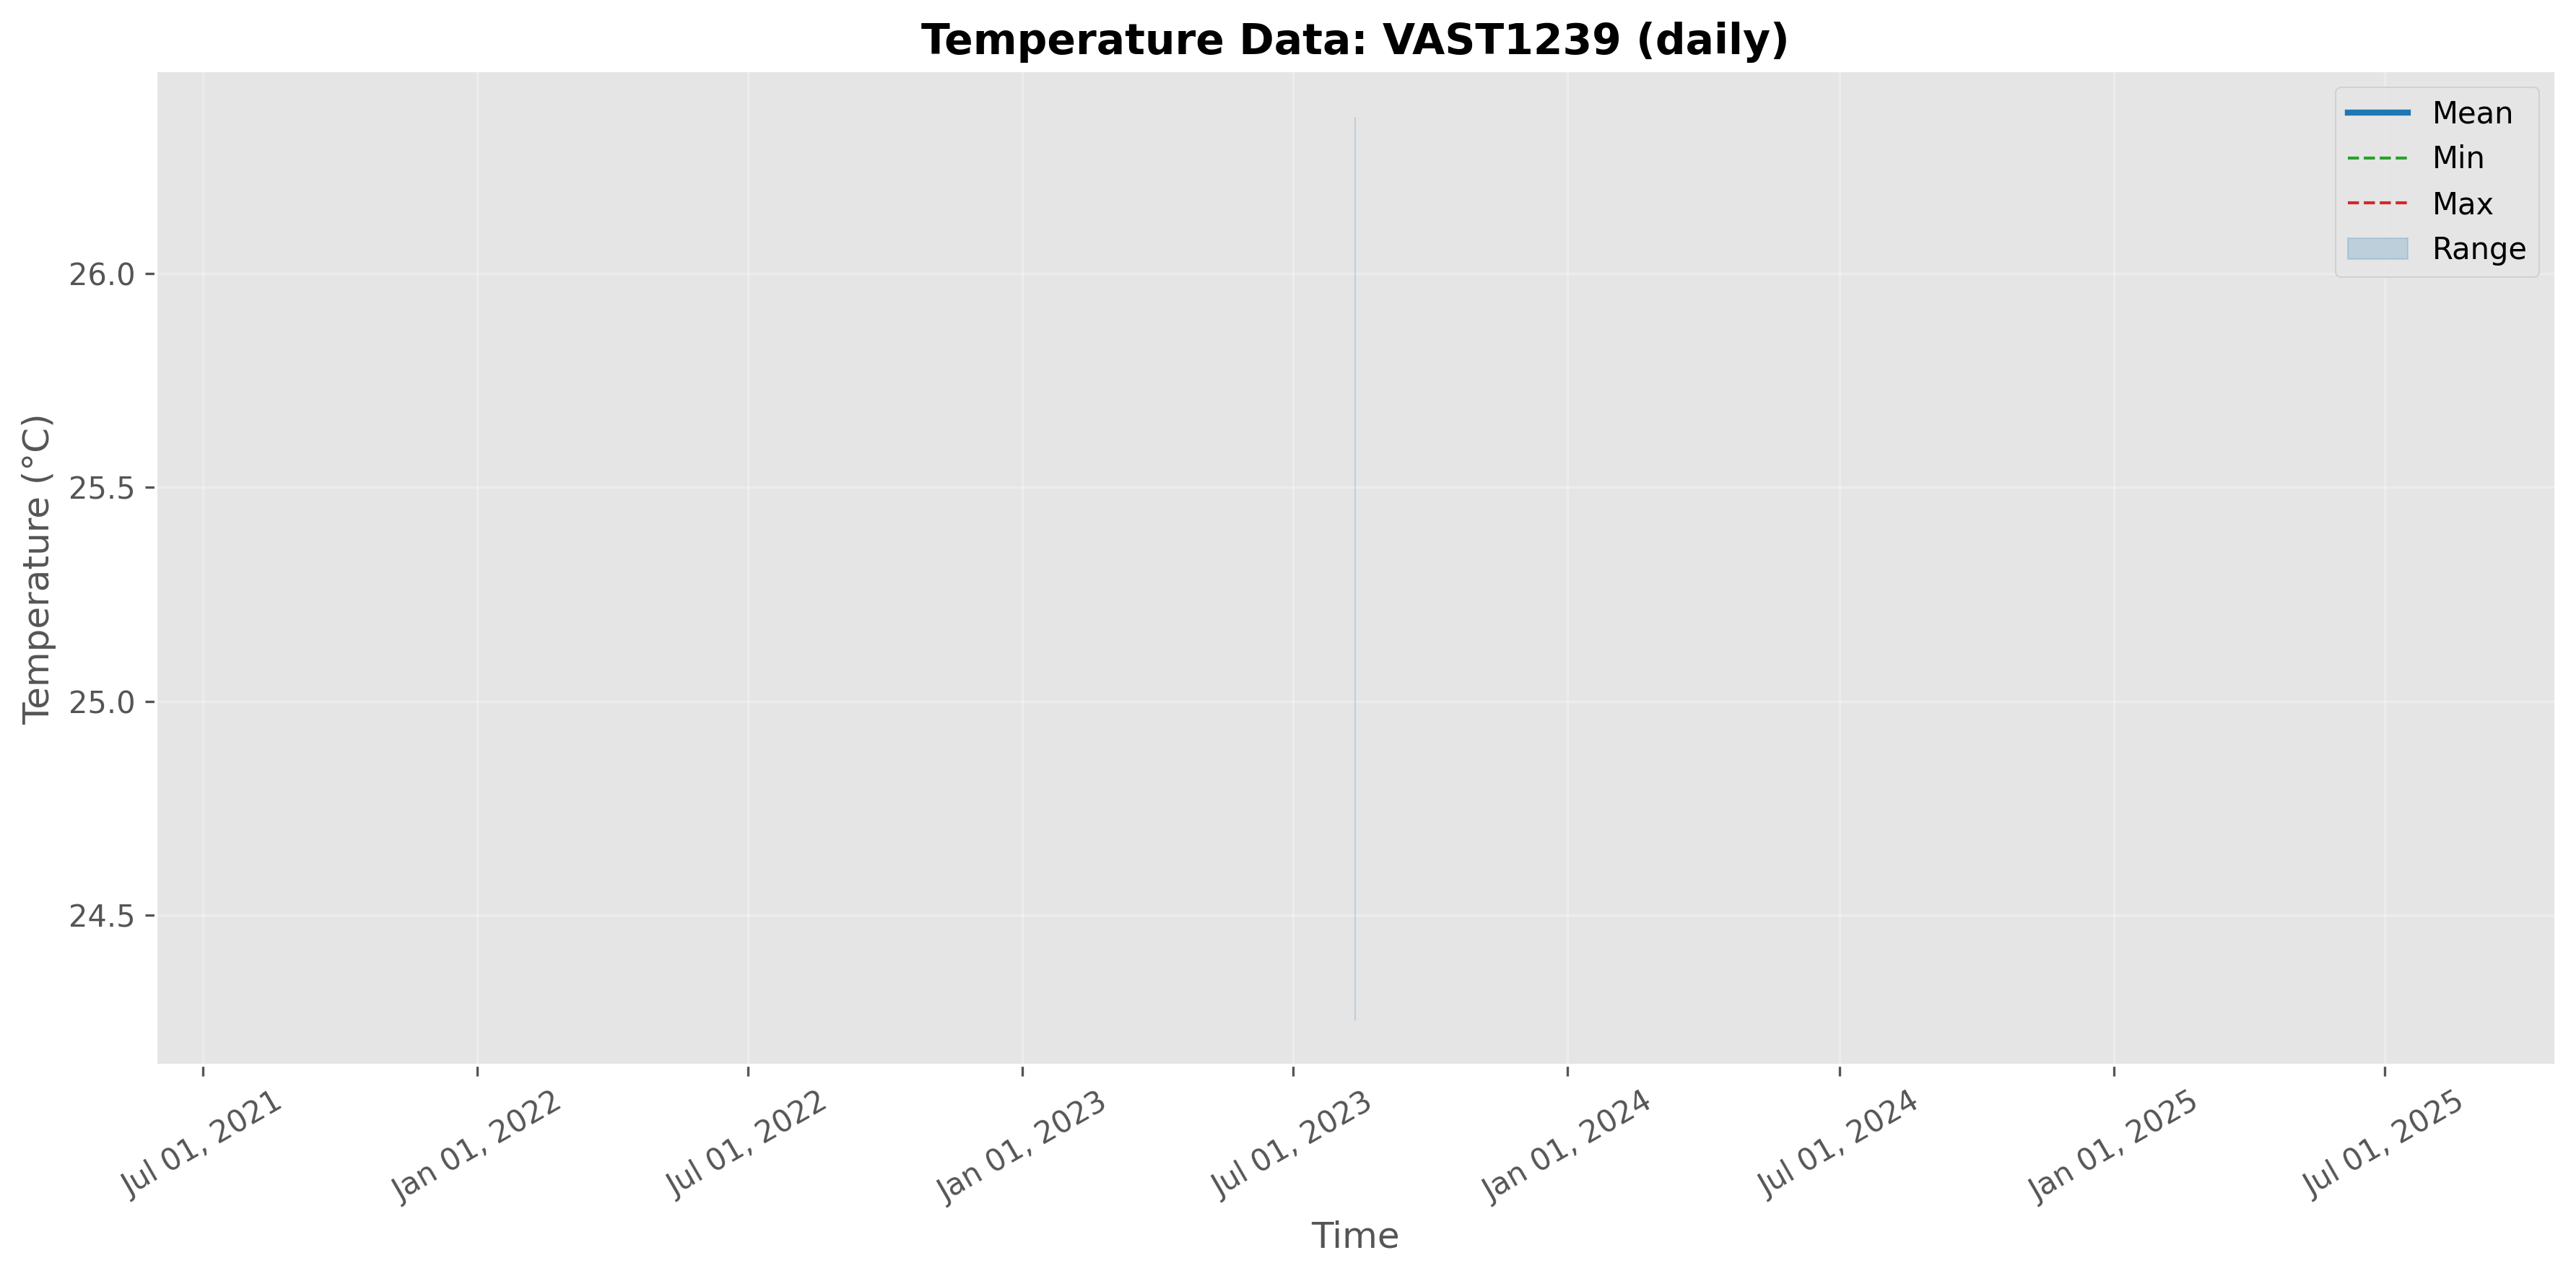 Temperature Data: VAST1239 (daily)
Mean
Min
Max
Range
Temperature (°C)
26.0
25.5
25.0
24.5
Jul 01, 2021
Jan 01, 2022
Jul 01, 2022
Jan 01, 2023
Jul 01, 2023
Jan 01, 2024
Jul 01, 2024
Jan 01, 2025
Jul 01, 2025
Time